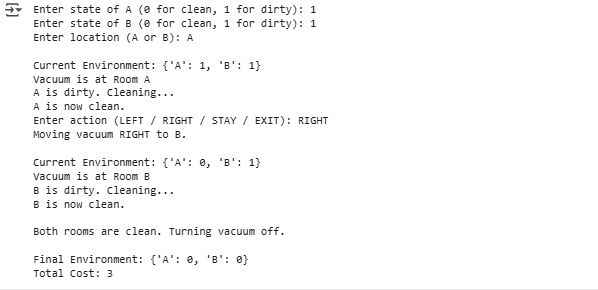 Enter state of A (0 for clean, 1 for dirty): 1
Enter state of B (0 for clean, 1 for dirty): 1
Enter location (A or B): A
Current Environment: {'A': 1, 'B': 1}
Vacuum is at Room A
A is dirty. Cleaning...
A is now clean.
Enter action (LEFT / RIGHT / STAY / EXIT): RIGHT
Moving vacuum RIGHT to B.
Current Environment: {'A': 0, 'B': 1}
Vacuum is at Room B
B is dirty. Cleaning...
B is now clean.
Both rooms are clean. Turning vacuum off.
Final Environment: {'A': 0, 'B': 0}
Total Cost: 3